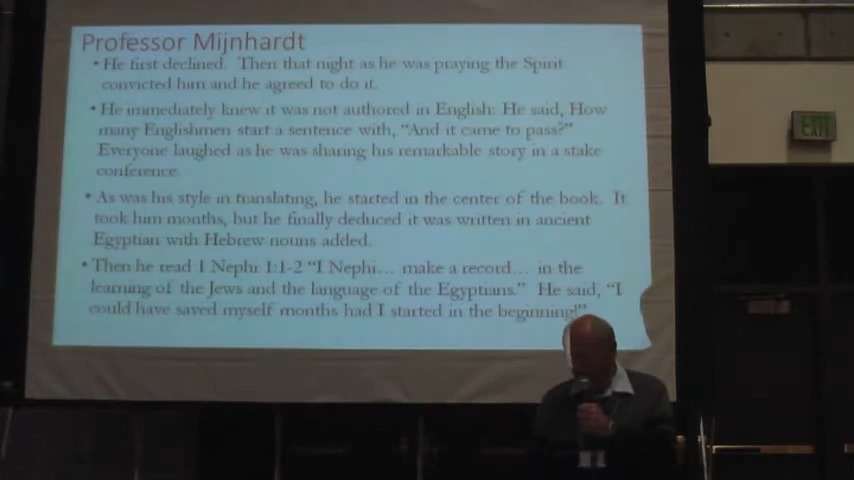 Professor Mijnhardt
• He first declined. Then that night as he was praying the Spirit
convicted him and he agreed to do it.
• He immediately knew it was not authored in English: He said, How
many Englishmen start a sentence with, "And it came to pass?"
Everyone laughed as he was sharing his remarkable story in a stake
conference.
• As was his style in translating, he started in the center of the book. It
took him months, but he finally deduced it was written in ancient
Egyptian with Hebrew nouns added.
• Then he read 1 Nephi 1:1-2 "I Nephi... make a record... in the
learning of the Jews and the language of the Egyptians." He said, "I
could have saved myself months had I started in the beginning!"
EXIT